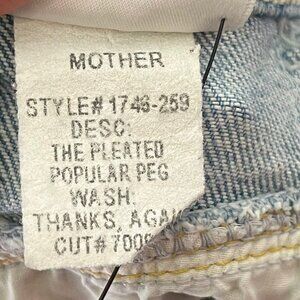 MOTHER
STYLE# 1746-259
DESC:
THE PLEATED
POPULAR PEG
WASH:
THANKS, AGAI
CUT# 700